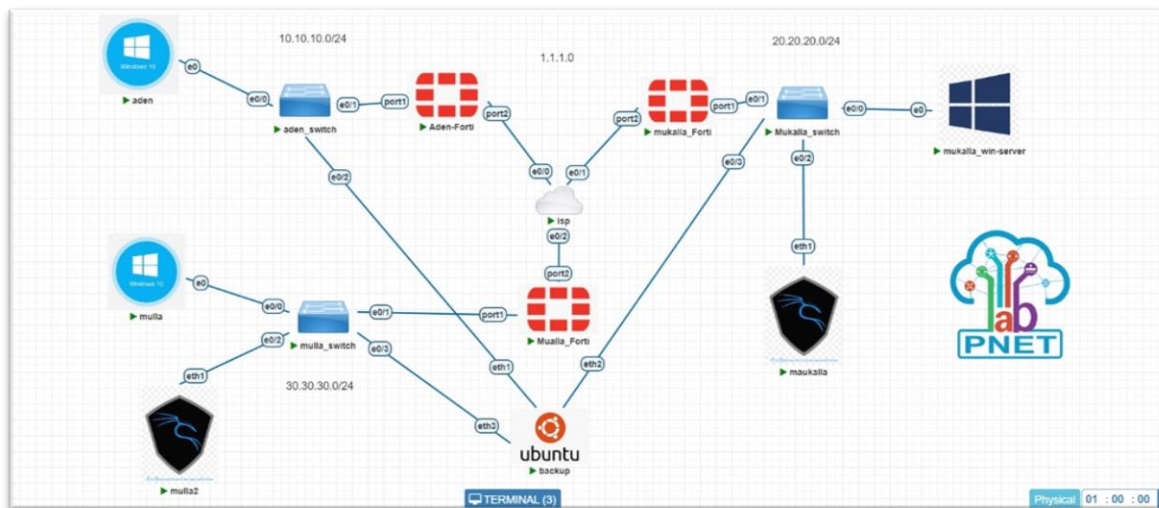 10.10.10.0/24
20.20.20.0/24
1.1.1.0
Windows 10
aden
e0
e0/0
aden_switch
e0/1
port1
Aden-Forti
port2
e0/2
e0/0
isp
e0/1
e0/2
port2
mukalla_Forti
port2
port1
e0/1
Mukalla_switch
e0/0
e0
mukalla_win-server
e0/3
e0/2
eth1
maukalla
Windows 10
mulla
e0
e0/0
mulla_switch
e0/1
port1
Mualla_Forti
e0/2
e0/3
eth1
30.30.30.0/24
mulla2
eth1
eth2
eth3
ubuntu
backup
lab
PNET
TERMINAL (3)
Physical 01 : 00 : 00